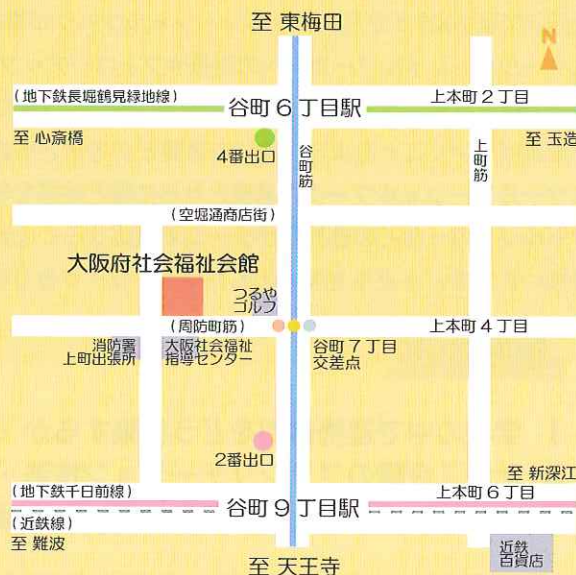 至 東梅田
N
(地下鉄長堀鶴見緑地線)
谷町6丁目駅
上本町2丁目
至 心斎橋
4番出口
谷町筋
上町筋
至 玉造
(空堀通商店街)
大阪府社会福祉会館
つるや
ゴルフ
(周防町筋)
上本町4丁目
消防署
上町出張所
大阪社会福祉
指導センター
谷町7丁目
交差点
2番出口
至 新深江
(地下鉄千日前線)
谷町9丁目駅
上本町6丁目
(近鉄線)
至 難波
至 天王寺
近鉄
百貨店